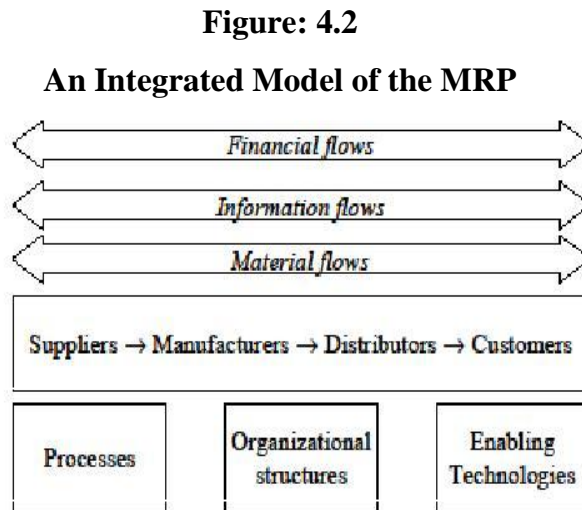 Figure: 4.2
An Integrated Model of the MRP
Financial flows
Information flows
Material flows
Suppliers → Manufacturers → Distributors → Customers
Processes
Organizational
structures
Enabling
Technologies